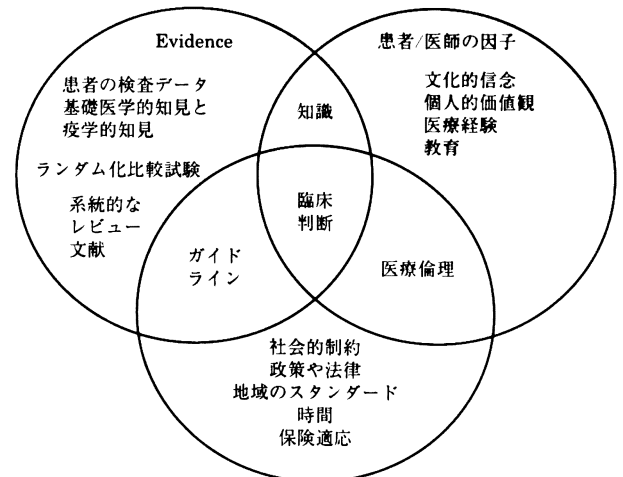 Evidence
患者/医師の因子
患者の検査データ
基礎医学的知見と
疫学的知見
ランダム化比較試験
系統的な
レビュー
文献
知識
文化的信念
個人的価値観
医療経験
教育
臨床
判断
ガイド
ライン
医療倫理
社会的制約
政策や法律
地域のスタンダード
時間
保険適応